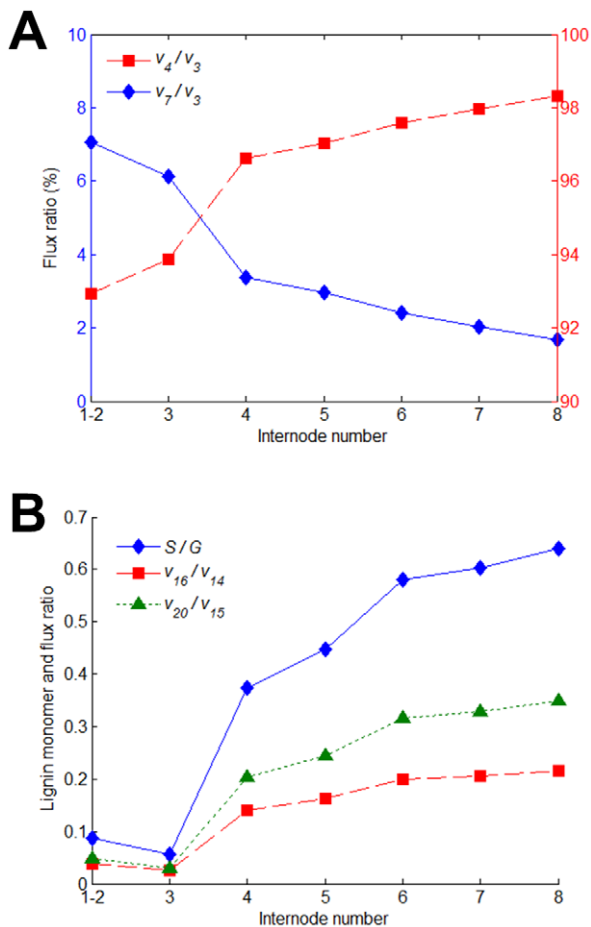 A
v4 / v3
v7 / v3
Flux ratio (%)
10
8
6
4
2
0
100
98
96
94
92
90
1-2 3 4 5 6 7 8
Internode number
B
S / G
v16 / v14
v20 / v15
Lignin monomer and flux ratio
0.7
0.6
0.5
0.4
0.3
0.2
0.1
0
1-2 3 4 5 6 7 8
Internode number